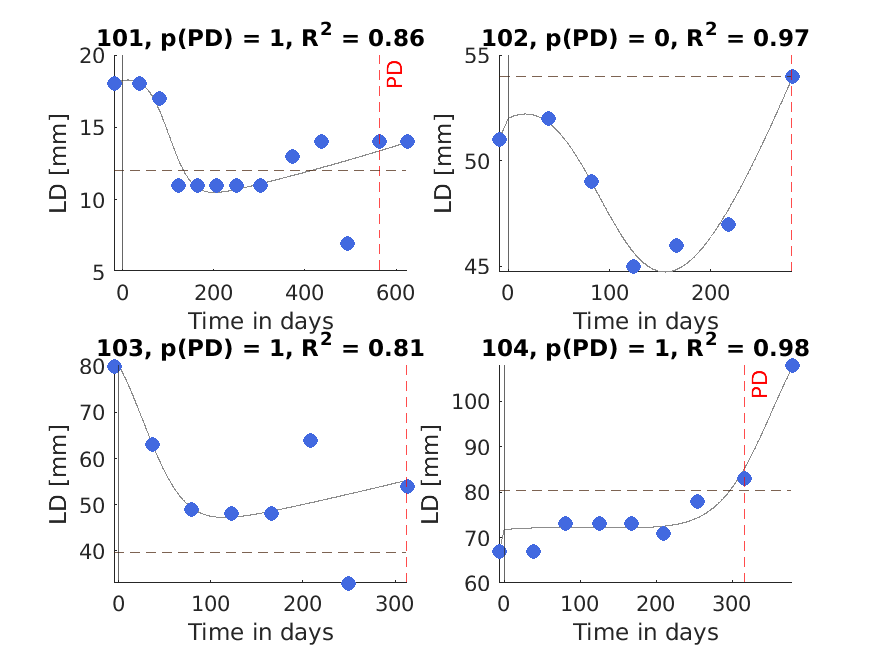 101, p(PD) = 1, R² = 0.86
20
15
10
5
LD [mm]
PD
0
200
400
600
Time in days
102, p(PD) = 0, R² = 0.97
55
50
45
LD [mm]
0
100
200
Time in days
103, p(PD) = 1, R² = 0.81
80
70
60
50
40
LD [mm]
0
100
200
300
Time in days
104, p(PD) = 1, R² = 0.98
100
90
80
70
60
LD [mm]
PD
0
100
200
300
Time in days